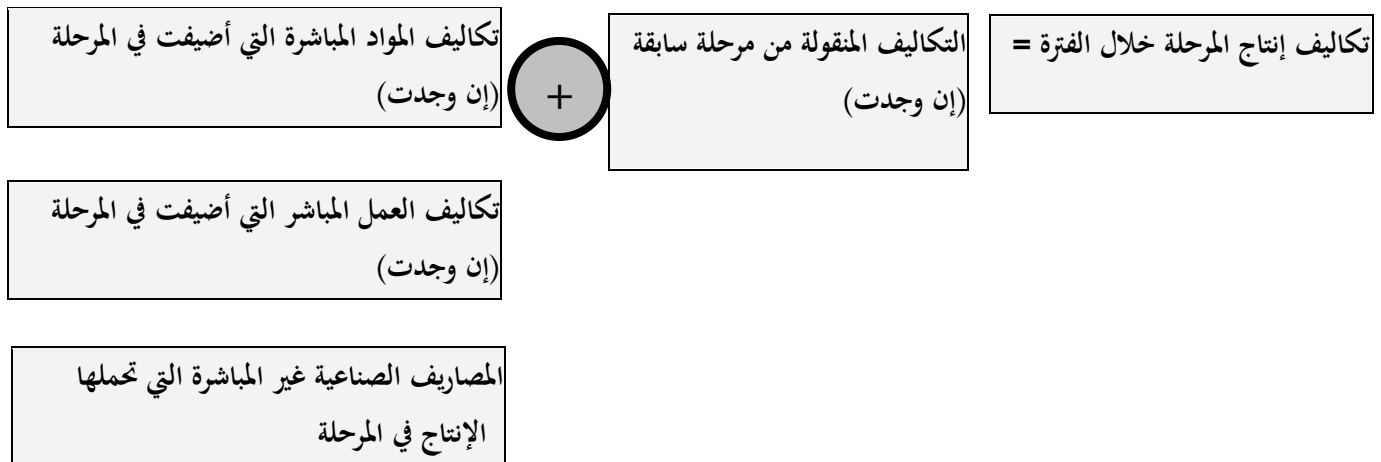 تكاليف إنتاج المرحلة خلال الفترة =
التكاليف المنقولة من مرحلة سابقة
(إن وجدت)
+
تكاليف المواد المباشرة التي أضيفت في المرحلة
(إن وجدت)
تكاليف العمل المباشر التي أضيفت في المرحلة
(إن وجدت)
المصاريف الصناعية غير المباشرة التي تحملها
الإنتاج في المرحلة